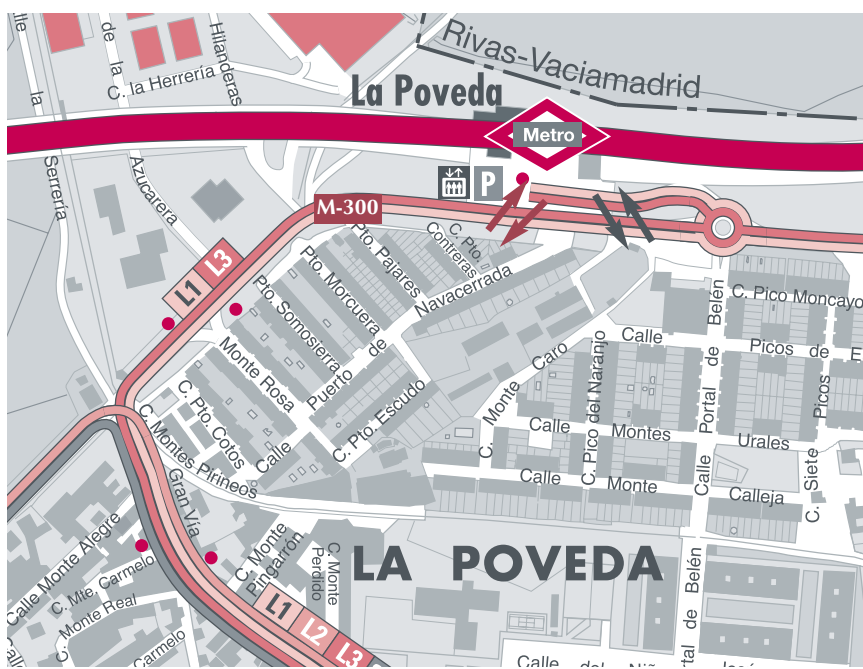 Calle
la
Serrería
de
la
Azucarera
Hilanderas
C. la Herrería
Rivas-Vaciamadrid
La Poveda
Metro
P
M-300
L1 L3
C. Pto.
Contreras
Pto. Pajares
Pto. Morcuera
Pto. Somosierra
Monte Rosa
Navacerrada
de
Puerto
Calle
C. Pto. Escudo
C. Pto. Cotos
C. Montes Pirineos
Gran Vía
C. Monte Caro
C. Pico del Naranjo
C. Pico Moncayo
Calle Picos de E
Calle Montes Urales
Calle Monte Calleja
Calle Portal de Belén
C. Siete Picos
Calle Monte Alegre
C. Mte. Carmelo
C. Monte Real
Carmelo
C. Monte
Pingarrón
C. Monte
Perdido
LA POVEDA
L1 L2 L3
tal de Belén
Calle del